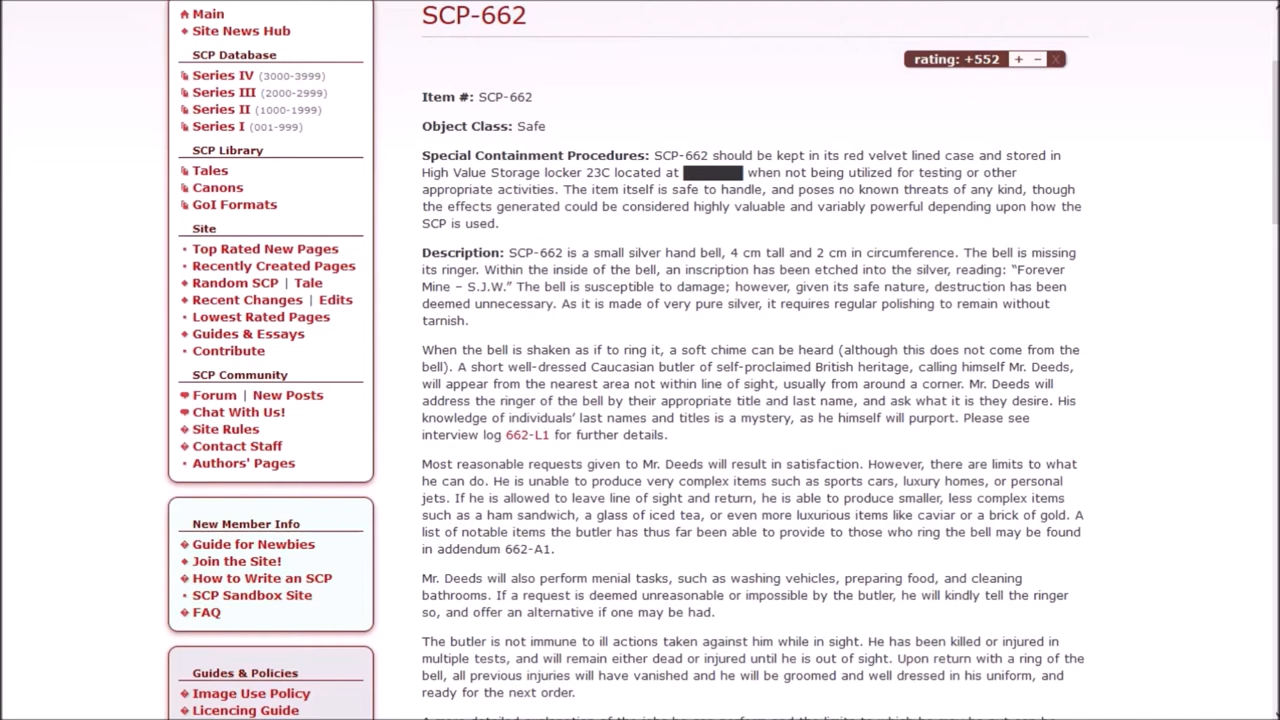 Main
Site News Hub
SCP Database
Series IV (3000-3999)
Series III (2000-2999)
Series II (1000-1999)
Series I (001-999)
SCP Library
Tales
Canons
GoI Formats
Site
Top Rated New Pages
Recently Created Pages
Random SCP | Tale
Recent Changes | Edits
Lowest Rated Pages
Guides & Essays
Contribute
SCP Community
Forum | New Posts
Chat With Us!
Site Rules
Contact Staff
Authors' Pages
New Member Info
Guide for Newbies
Join the Site!
How to Write an SCP
SCP Sandbox Site
FAQ
Guides & Policies
Image Use Policy
Licencing Guide
SCP-662
rating: +552 + − X
Item #: SCP-662
Object Class: Safe
Special Containment Procedures: SCP-662 should be kept in its red velvet lined case and stored in
High Value Storage locker 23C located at ███████ when not being utilized for testing or other
appropriate activities. The item itself is safe to handle, and poses no known threats of any kind, though
the effects generated could be considered highly valuable and variably powerful depending upon how the
SCP is used.
Description: SCP-662 is a small silver hand bell, 4 cm tall and 2 cm in circumference. The bell is missing
its ringer. Within the inside of the bell, an inscription has been etched into the silver, reading: “Forever
Mine – S.J.W.” The bell is susceptible to damage; however, given its safe nature, destruction has been
deemed unnecessary. As it is made of very pure silver, it requires regular polishing to remain without
tarnish.
When the bell is shaken as if to ring it, a soft chime can be heard (although this does not come from the
bell). A short well-dressed Caucasian butler of self-proclaimed British heritage, calling himself Mr. Deeds,
will appear from the nearest area not within line of sight, usually from around a corner. Mr. Deeds will
address the ringer of the bell by their appropriate title and last name, and ask what it is they desire. His
knowledge of individuals’ last names and titles is a mystery, as he himself will purport. Please see
interview log 662-L1 for further details.
Most reasonable requests given to Mr. Deeds will result in satisfaction. However, there are limits to what
he can do. He is unable to produce very complex items such as sports cars, luxury homes, or personal
jets. If he is allowed to leave line of sight and return, he is able to produce smaller, less complex items
such as a ham sandwich, a glass of iced tea, or even more luxurious items like caviar or a brick of gold. A
list of notable items the butler has thus far been able to provide to those who ring the bell may be found
in addendum 662-A1.
Mr. Deeds will also perform menial tasks, such as washing vehicles, preparing food, and cleaning
bathrooms. If a request is deemed unreasonable or impossible by the butler, he will kindly tell the ringer
so, and offer an alternative if one may be had.
The butler is not immune to ill actions taken against him while in sight. He has been killed or injured in
multiple tests, and will remain either dead or injured until he is out of sight. Upon return with a ring of the
bell, all previous injuries will have vanished and he will be groomed and well dressed in his uniform, and
ready for the next order.